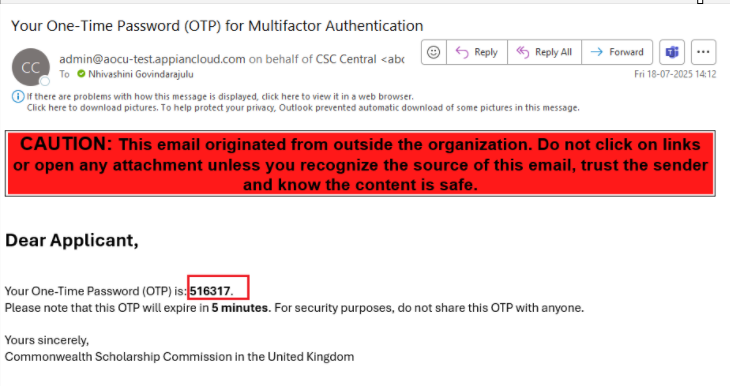 Your One-Time Password (OTP) for Multifactor Authentication
CC
admin@aocu-test.appiancloud.com on behalf of CSC Central <abc
To Nhivashini Govindarajulu
Reply
Reply All
Forward
Fri 18-07-2025 14:12
If there are problems with how this message is displayed, click here to view it in a web browser.
Click here to download pictures. To help protect your privacy, Outlook prevented automatic download of some pictures in this message.
CAUTION: This email originated from outside the organization. Do not click on links
or open any attachment unless you recognize the source of this email, trust the sender
and know the content is safe.
Dear Applicant,
Your One-Time Password (OTP) is: 516317.
Please note that this OTP will expire in 5 minutes. For security purposes, do not share this OTP with anyone.
Yours sincerely,
Commonwealth Scholarship Commission in the United Kingdom